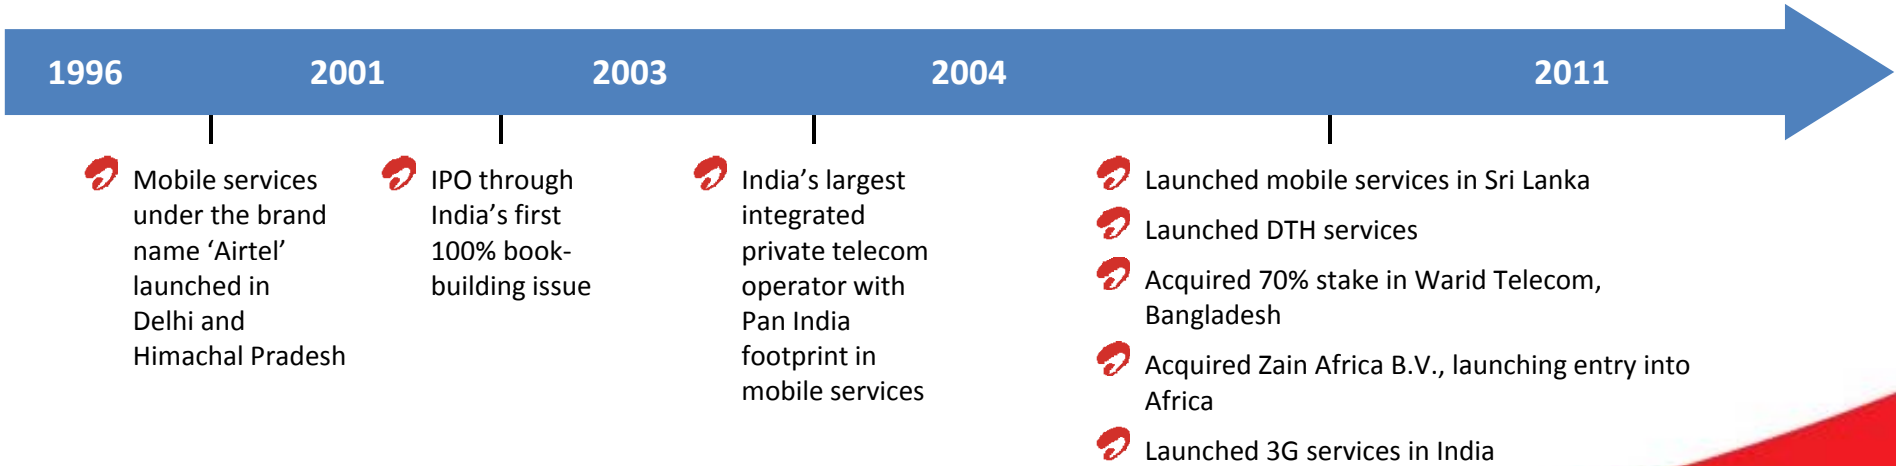 1996 2001 2003 2004 2011
Mobile services
under the brand
name ‘Airtel’
launched in
Delhi and
Himachal Pradesh
IPO through
India’s first
100% book-
building issue
India’s largest
integrated
private telecom
operator with
Pan India
footprint in
mobile services
Launched mobile services in Sri Lanka
Launched DTH services
Acquired 70% stake in Warid Telecom,
Bangladesh
Acquired Zain Africa B.V., launching entry into
Africa
Launched 3G services in India